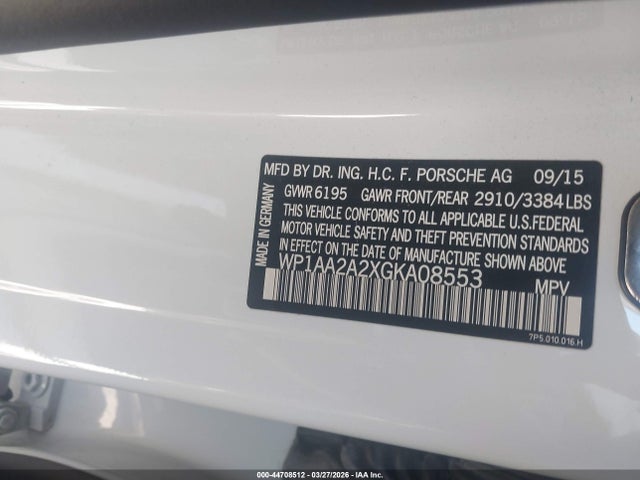 MFD BY DR. ING. H.C. F. PORSCHE AG 09/15
GVWR 6195 GAWR FRONT/REAR 2910/3384 LBS
THIS VEHICLE CONFORMS TO ALL APPLICABLE U.S.FEDERAL
MOTOR VEHICLE SAFETY AND THEFT PREVENTION STANDARDS
IN EFFECT ON THE DATE OF MANUFACTURE SHOWN ABOVE.
WP1AA2A2XGKA08553 MPV
MADE IN GERMANY
7P5.010.016.H
000-44708512 - 03/27/2026 - IAA Inc.